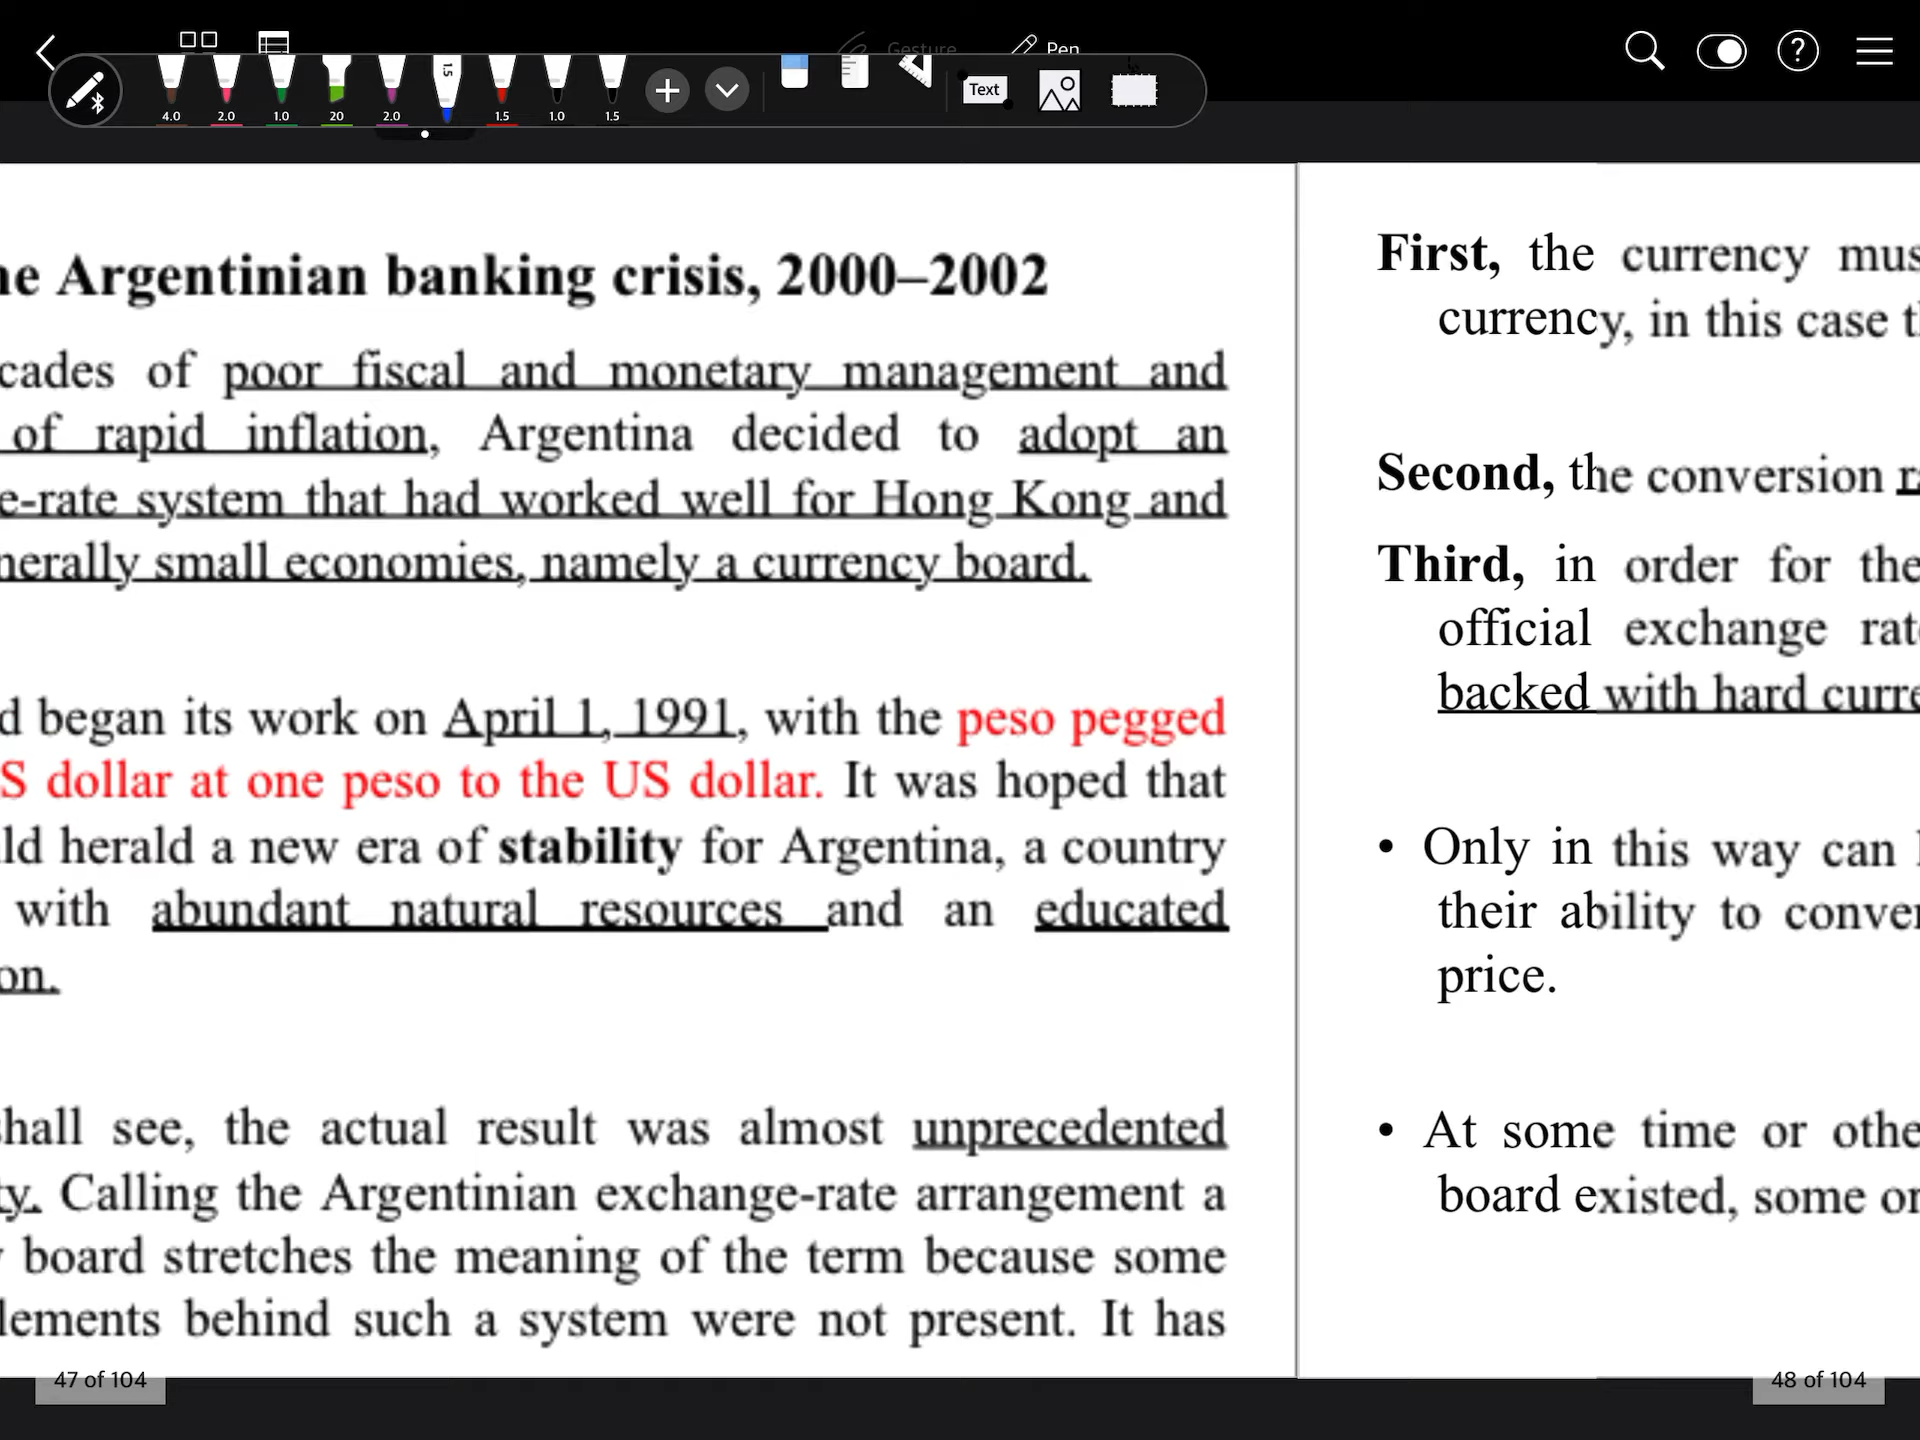 Gesture
Pen
4.0
2.0
1.0
20
2.0
1.5
1.5
1.0
1.5
Text
?
Argentinian banking crisis, 2000–2002
of poor fiscal and monetary management and
of rapid inflation, Argentina decided to adopt an
e-rate system that had worked well for Hong Kong and
nerally small economies, namely a currency board.
d began its work on April 1, 1991, with the peso pegged
S dollar at one peso to the US dollar. It was hoped that
ld herald a new era of stability for Argentina, a country
with abundant natural resources and an educated
on.
hall see, the actual result was almost unprecedented
ty. Calling the Argentinian exchange-rate arrangement a
board stretches the meaning of the term because some
lements behind such a system were not present. It has
47 of 104
First, the currency mus
currency, in this case t
Second, the conversion r
Third, in order for the
official exchange rat
backed with hard curre
• Only in this way can
their ability to conver
price.
• At some time or othe
board existed, some or
48 of 104